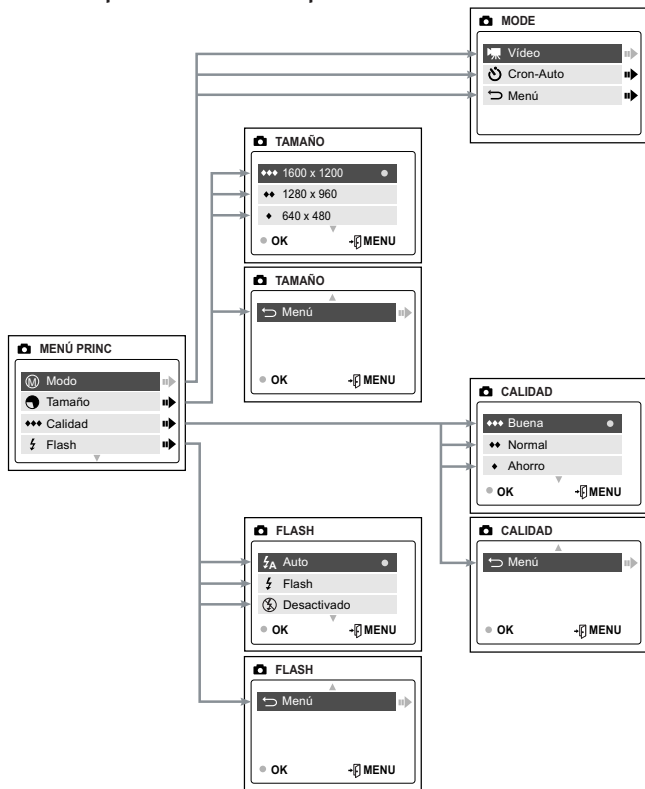 MODE
Vídeo
Cron-Auto
Menú
TAMAÑO
1600 x 1200
1280 x 960
640 x 480
OK MENU
TAMAÑO
Menú
OK MENU
MENÚ PRINC
M Modo
Tamaño
Calidad
Flash
CALIDAD
Buena
Normal
Ahorro
OK MENU
CALIDAD
Menú
OK MENU
FLASH
A Auto
Flash
Desactivado
OK MENU
FLASH
Menú
OK MENU